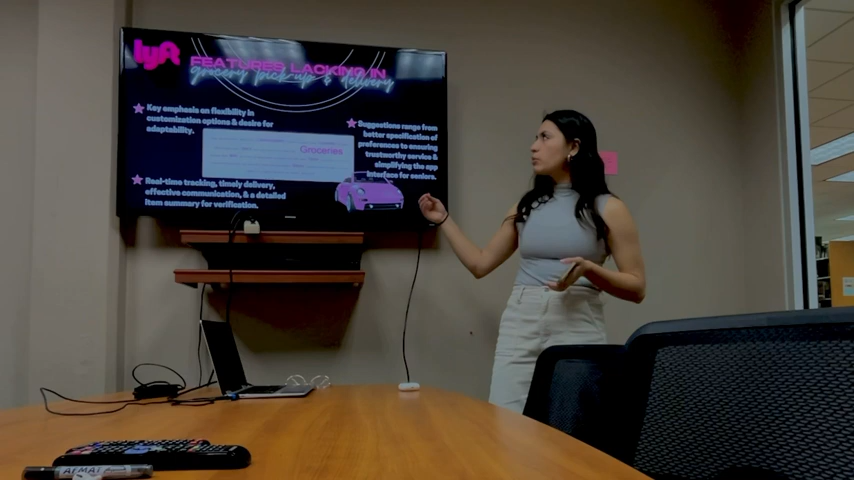 lyft
FEATURES LACKING IN
grocery pick-up & delivery
Key emphasis on flexibility in
customization options & desire for
adaptability.
Groceries
Suggestions range from
better specification of
preferences to ensuring
trustworthy service &
simplifying the app
interface for seniors.
Real-time tracking, timely delivery,
effective communication, & a detailed
item summary for verification.